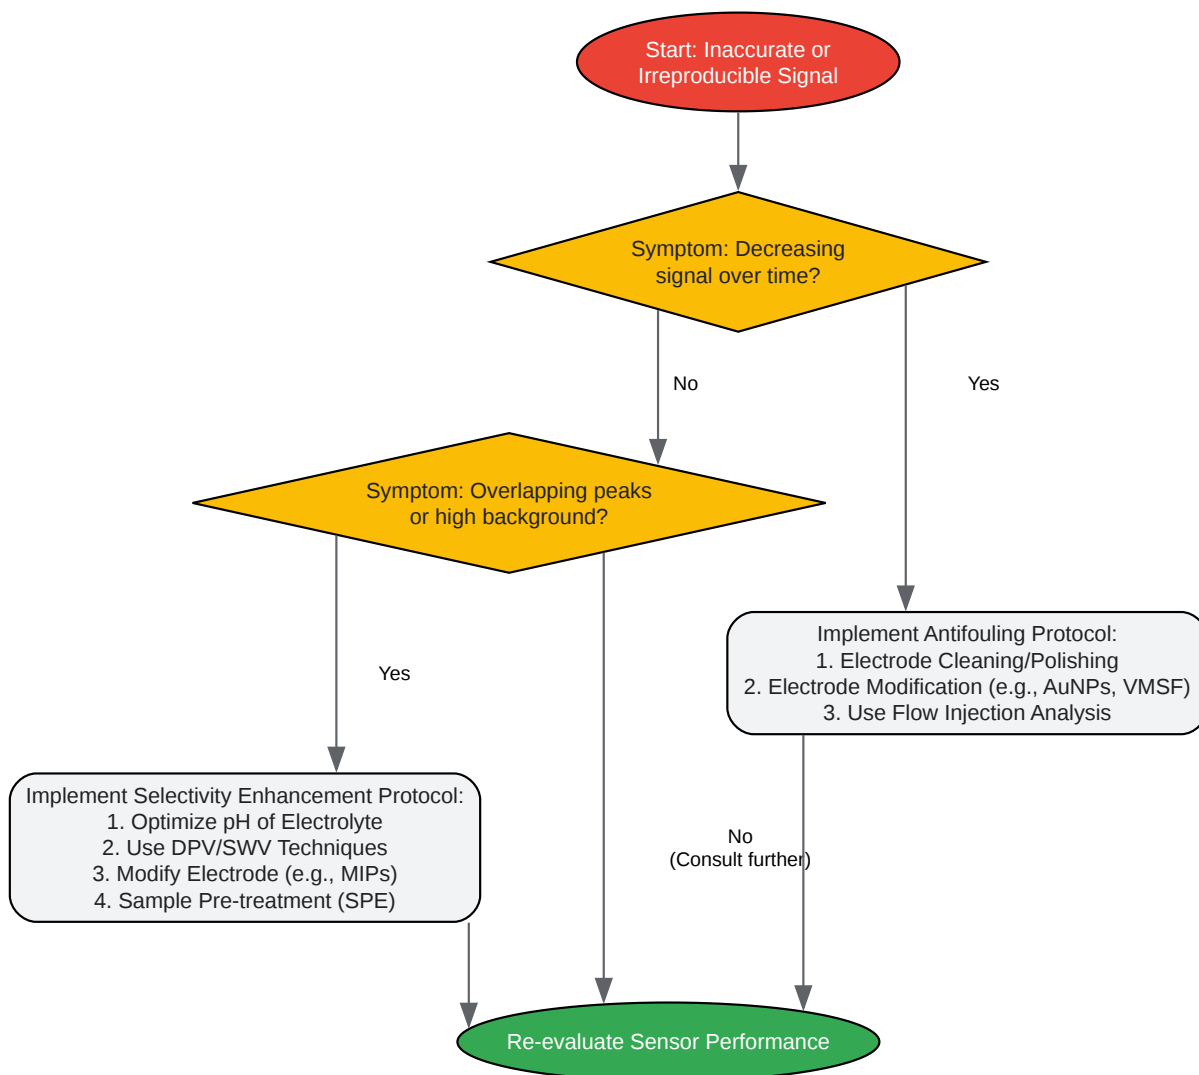 Start: Inaccurate or
Irreproducible Signal
Symptom: Decreasing
signal over time?
No
Yes
Symptom: Overlapping peaks
or high background?
Implement Antifouling Protocol:
1. Electrode Cleaning/Polishing
2. Electrode Modification (e.g., AuNPs, VMSF)
3. Use Flow Injection Analysis
Yes
Implement Selectivity Enhancement Protocol:
1. Optimize pH of Electrolyte
2. Use DPV/SWV Techniques
3. Modify Electrode (e.g., MIPs)
4. Sample Pre-treatment (SPE)
No
(Consult further)
Re-evaluate Sensor Performance